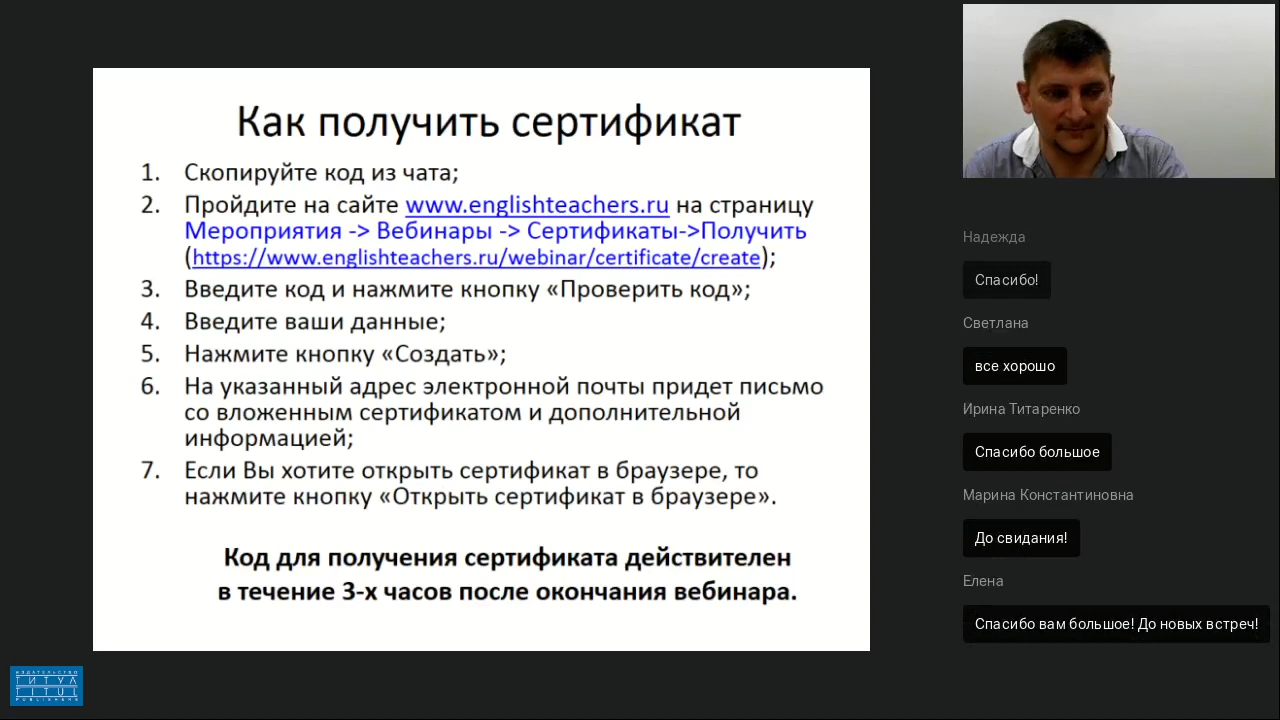 Как получить сертификат
1. Скопируйте код из чата;
2. Пройдите на сайте www.englishteachers.ru на страницу
Мероприятия -> Вебинары -> Сертификаты->Получить
(https://www.englishteachers.ru/webinar/certificate/create);
3. Введите код и нажмите кнопку «Проверить код»;
4. Введите ваши данные;
5. Нажмите кнопку «Создать»;
6. На указанный адрес электронной почты придет письмо
со вложенным сертификатом и дополнительной
информацией;
7. Если Вы хотите открыть сертификат в браузере, то
нажмите кнопку «Открыть сертификат в браузере».
Код для получения сертификата действителен
в течение 3-х часов после окончания вебинара.
Надежда
Спасибо!
Светлана
все хорошо
Ирина Титаренко
Спасибо большое
Марина Константиновна
До свидания!
Елена
Спасибо вам большое! До новых встреч!
ИЗДАТЕЛЬСТВО
ТИТУЛ
TITUL
PUBLISHERS